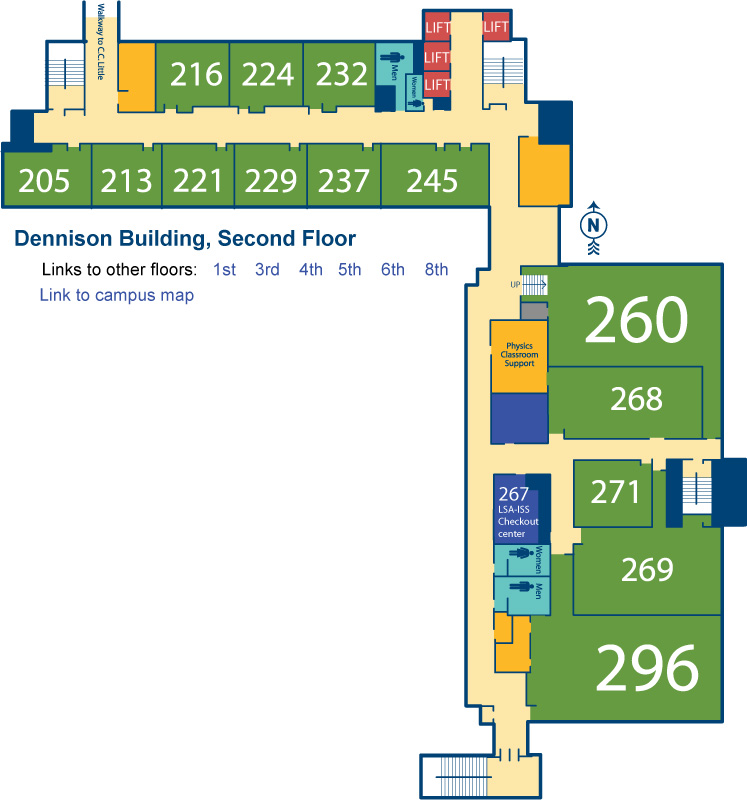 Walkway to C.C. Little
216
224
232
Men
Women
LIFT
LIFT
LIFT
LIFT
205
213
221
229
237
245
N
Dennison Building, Second Floor
Links to other floors: 1st 3rd 4th 5th 6th 8th
Link to campus map
UP
260
Physics
Classroom
Support
268
267
LSA-ISS
Checkout
center
271
Women
269
Men
296